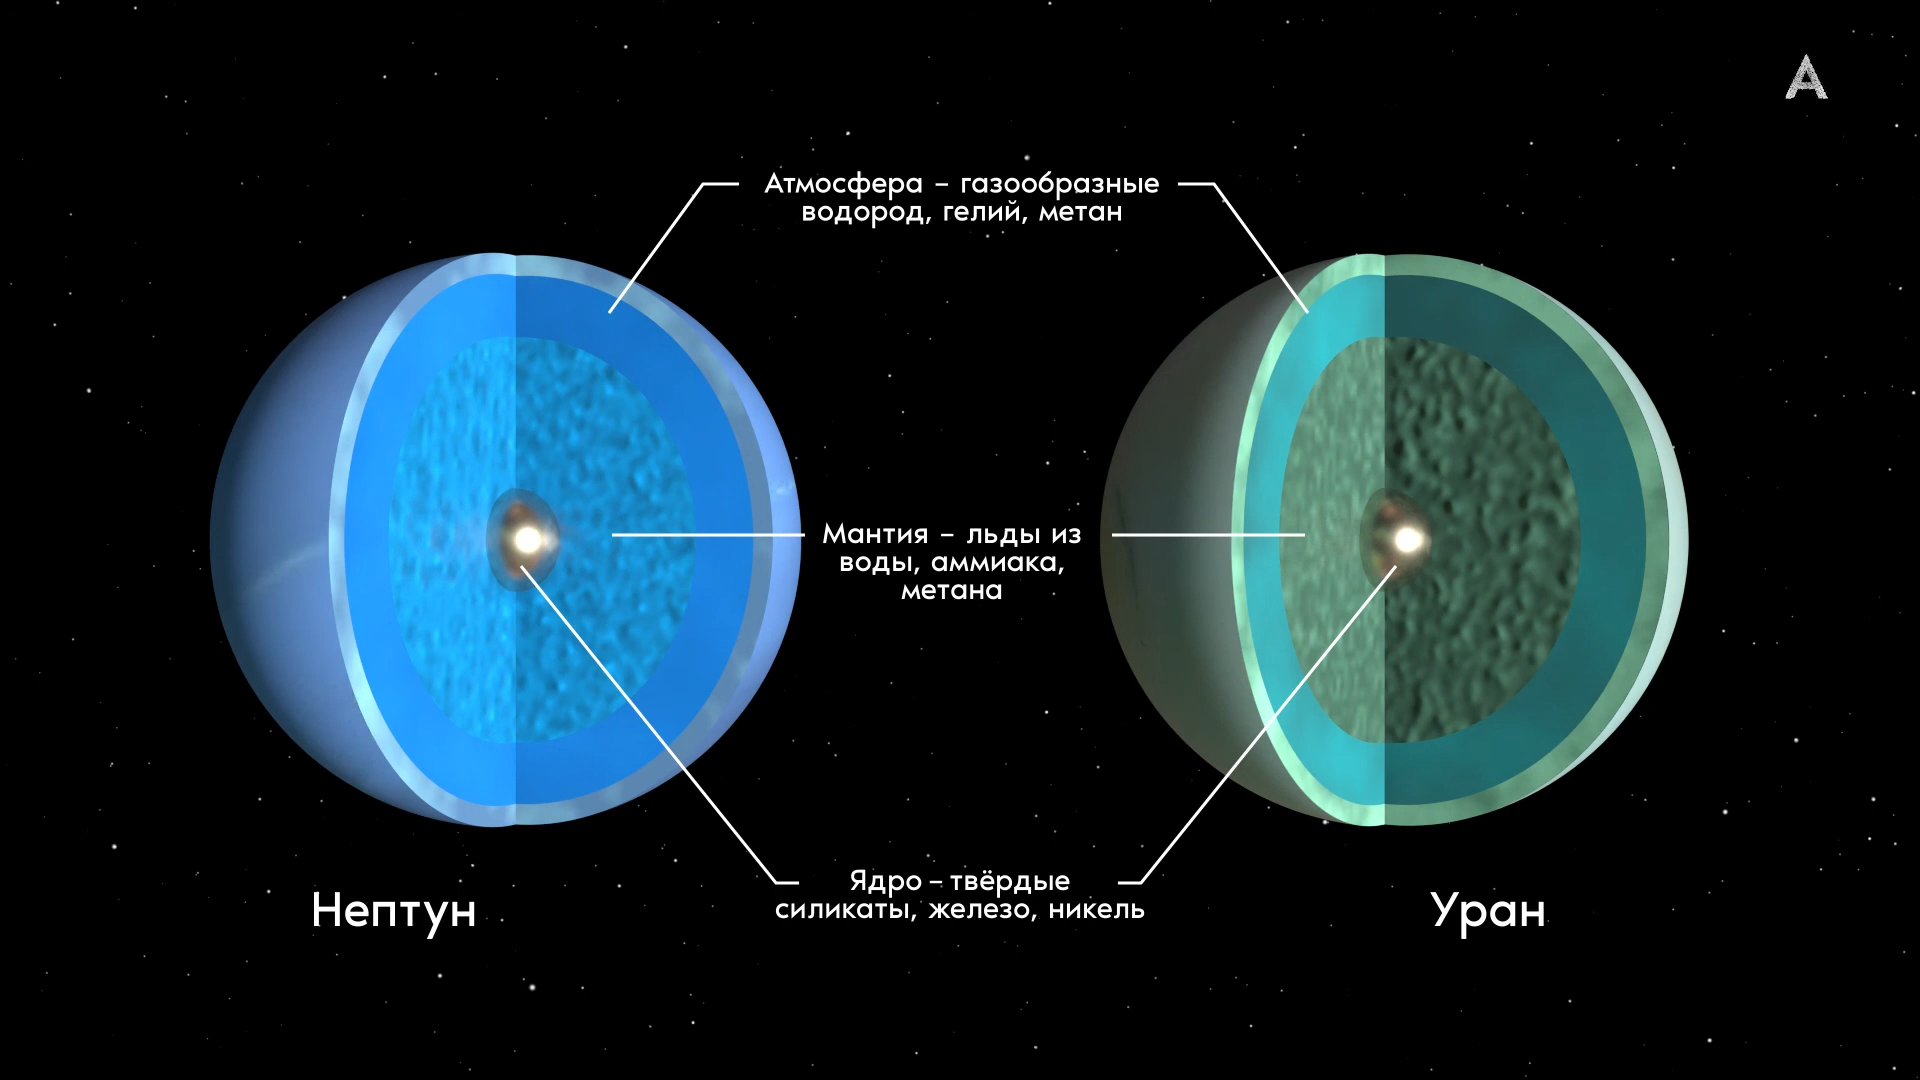 А
Атмосфера – газообразные
водород, гелий, метан
Мантия – льды из
воды, аммиака,
метана
Ядро – твёрдые
силикаты, железо, никель
Нептун
Уран